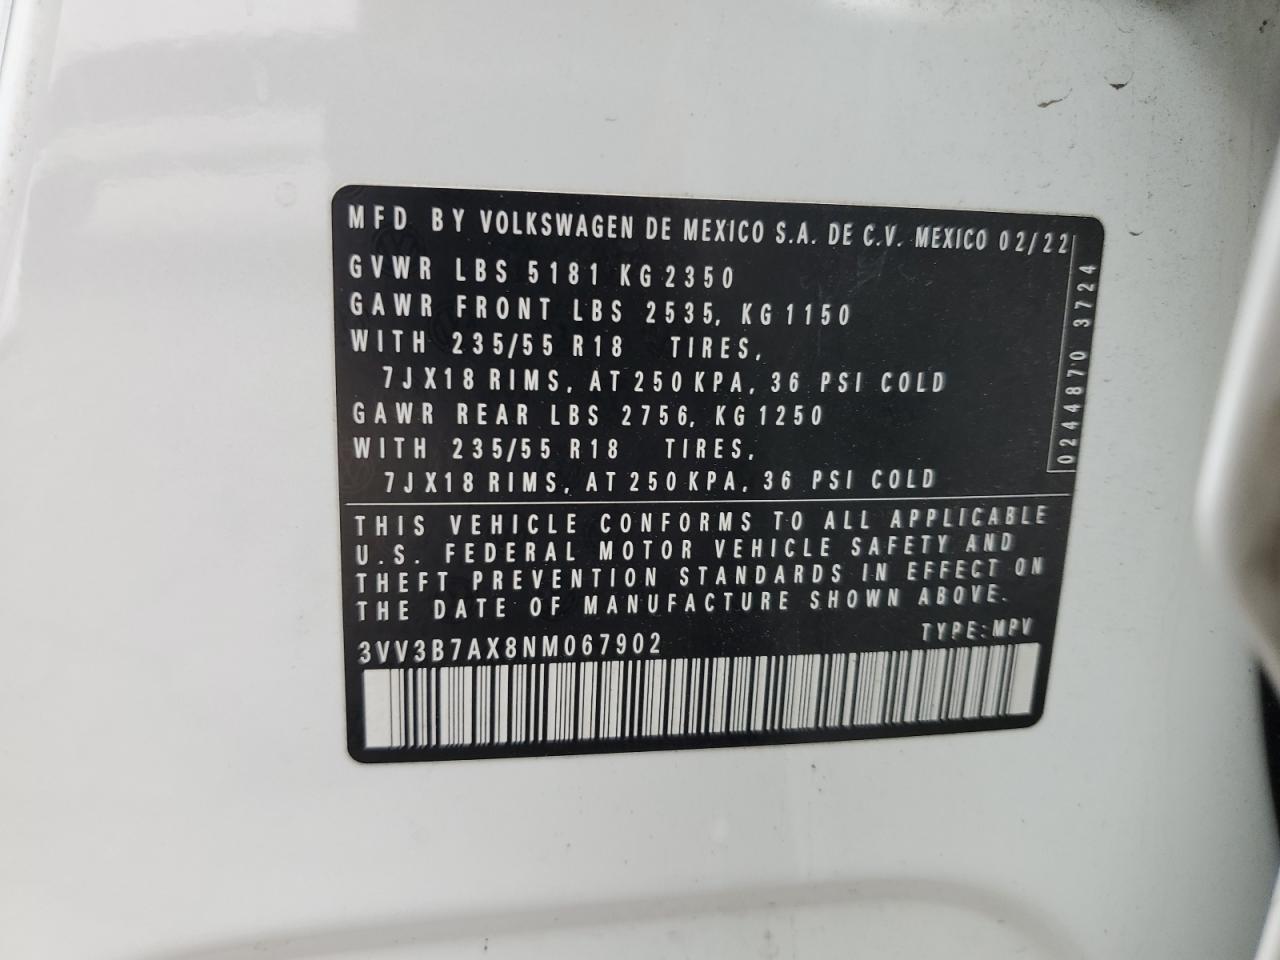 MFD BY VOLKSWAGEN DE MEXICO S.A. DE C.V. MEXICO 02/22
GVWR LBS 5181 KG 2350
GAWR FRONT LBS 2535, KG 1150
WITH 235/55 R18 TIRES,
7JX18 RIMS, AT 250 KPA, 36 PSI COLD
GAWR REAR LBS 2756, KG 1250
WITH 235/55 R18 TIRES,
7JX18 RIMS, AT 250 KPA, 36 PSI COLD
0244870 3724
THIS VEHICLE CONFORMS TO ALL APPLICABLE
U.S. FEDERAL MOTOR VEHICLE SAFETY AND
THEFT PREVENTION STANDARDS IN EFFECT ON
THE DATE OF MANUFACTURE SHOWN ABOVE.
3VV3B7AX8NM067902 TYPE: MPV